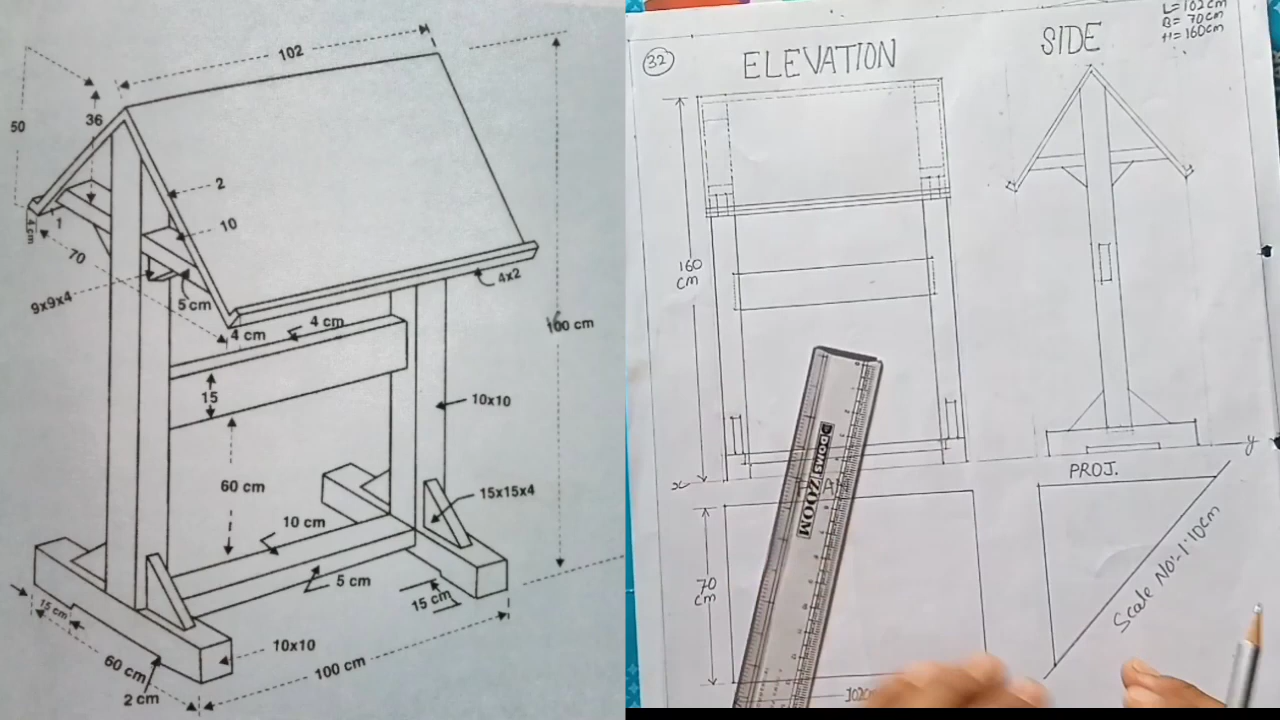 102
50
36
2
1
10
4 cm
70
9x9x4
5 cm
4x2
4 cm
4 cm
160 cm
15
10x10
60 cm
15x15x4
10 cm
5 cm
15 cm
15 cm
10x10
60 cm
100 cm
2 cm
32
ELEVATION
SIDE
L=102cm
B= 70cm
H=160cm
160
cm
x
y
PROJ.
70
cm
Scale No:-1:10cm
DOMS ZOOM